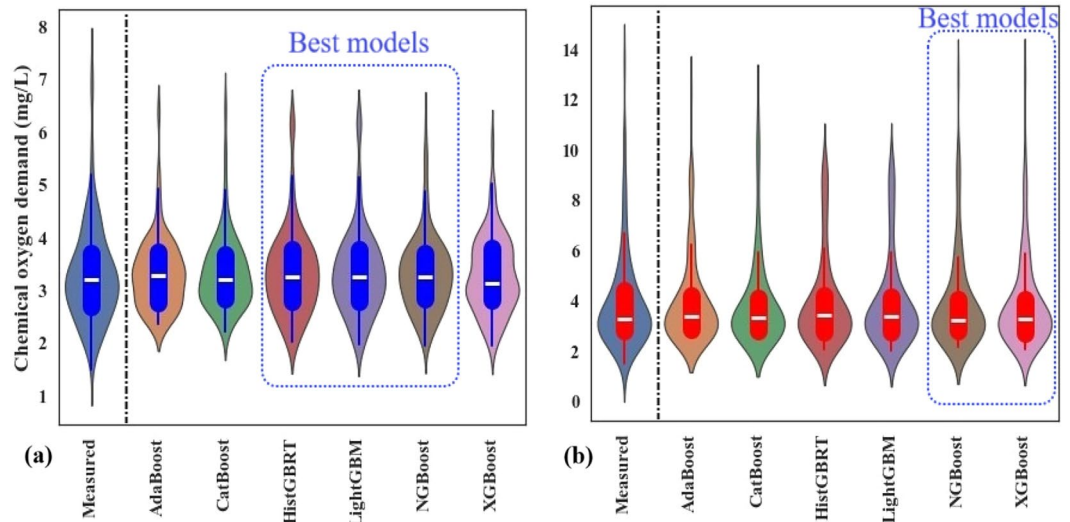 Best models
Chemical oxygen demand (mg/L)
8
7
6
5
4
3
2
1
(a)
Measured
AdaBoost
CatBoost
HistGBRT
LightGBM
NGBoost
XGBoost
Best models
14
12
10
8
6
4
2
0
(b)
Measured
AdaBoost
CatBoost
HistGBRT
LightGBM
NGBoost
XGBoost